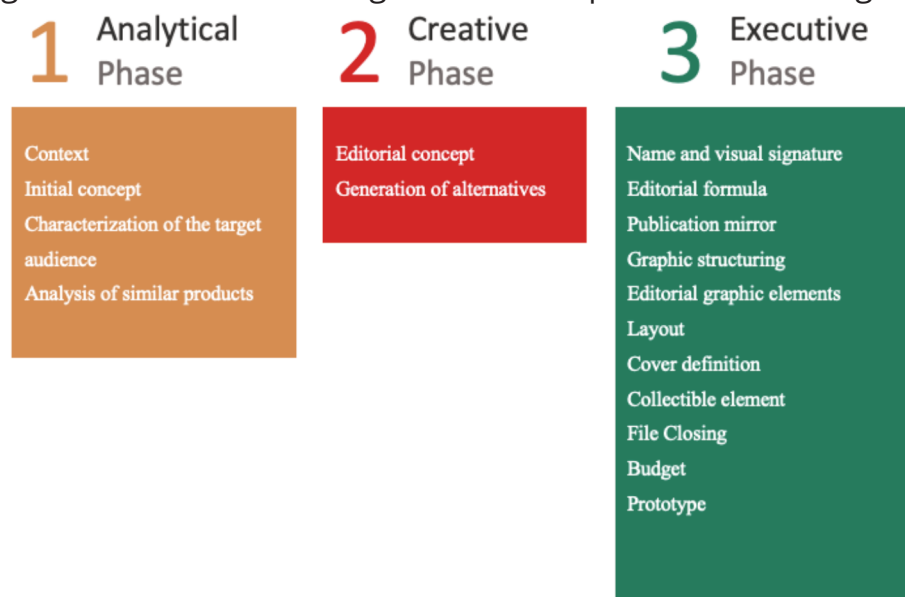 1 Analytical
Phase
Context
Initial concept
Characterization of the target
audience
Analysis of similar products
2 Creative
Phase
Editorial concept
Generation of alternatives
3 Executive
Phase
Name and visual signature
Editorial formula
Publication mirror
Graphic structuring
Editorial graphic elements
Layout
Cover definition
Collectible element
File Closing
Budget
Prototype